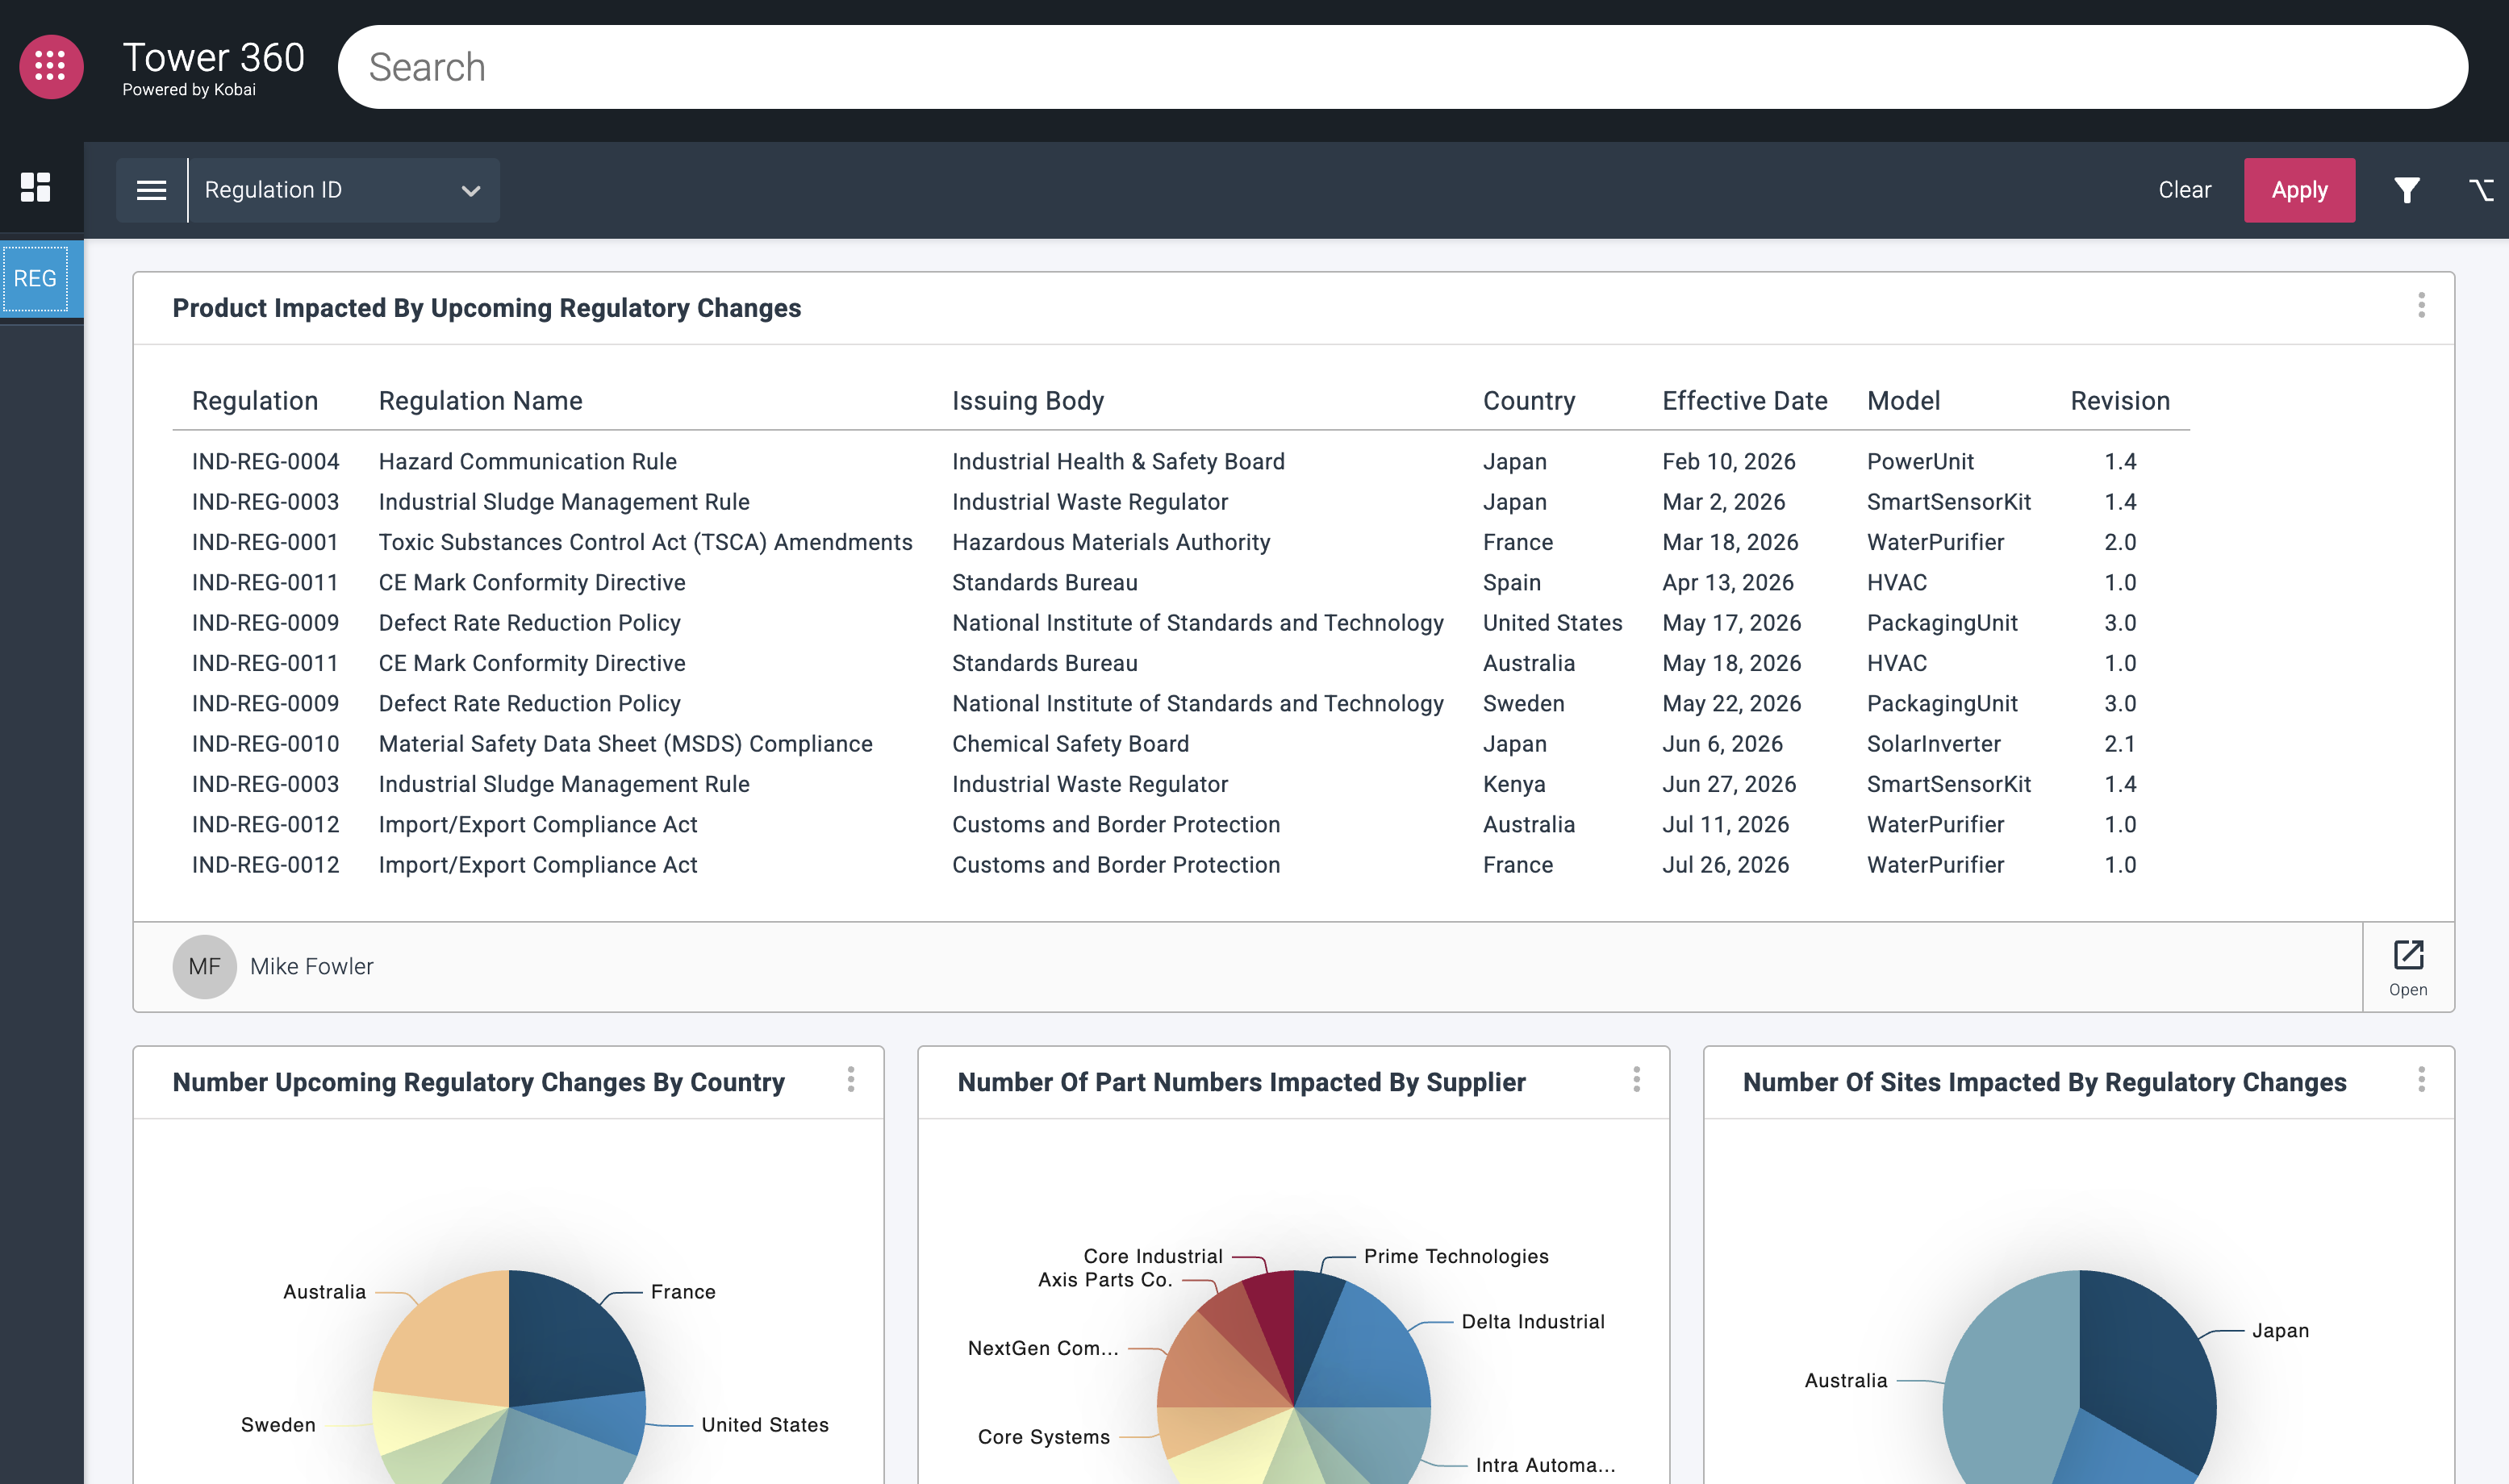 Tower 360
Powered by Kobai
Search
Regulation ID
Clear
Apply
REG
Product Impacted By Upcoming Regulatory Changes
Regulation Regulation Name Issuing Body Country Effective Date Model Revision
IND-REG-0004 Hazard Communication Rule Industrial Health & Safety Board Japan Feb 10, 2026 PowerUnit 1.4
IND-REG-0003 Industrial Sludge Management Rule Industrial Waste Regulator Japan Mar 2, 2026 SmartSensorKit 1.4
IND-REG-0001 Toxic Substances Control Act (TSCA) Amendments Hazardous Materials Authority France Mar 18, 2026 WaterPurifier 2.0
IND-REG-0011 CE Mark Conformity Directive Standards Bureau Spain Apr 13, 2026 HVAC 1.0
IND-REG-0009 Defect Rate Reduction Policy National Institute of Standards and Technology United States May 17, 2026 PackagingUnit 3.0
IND-REG-0011 CE Mark Conformity Directive Standards Bureau Australia May 18, 2026 HVAC 1.0
IND-REG-0009 Defect Rate Reduction Policy National Institute of Standards and Technology Sweden May 22, 2026 PackagingUnit 3.0
IND-REG-0010 Material Safety Data Sheet (MSDS) Compliance Chemical Safety Board Japan Jun 6, 2026 SolarInverter 2.1
IND-REG-0003 Industrial Sludge Management Rule Industrial Waste Regulator Kenya Jun 27, 2026 SmartSensorKit 1.4
IND-REG-0012 Import/Export Compliance Act Customs and Border Protection Australia Jul 11, 2026 WaterPurifier 1.0
IND-REG-0012 Import/Export Compliance Act Customs and Border Protection France Jul 26, 2026 WaterPurifier 1.0
MF Mike Fowler
Open
Number Upcoming Regulatory Changes By Country
Australia
France
Sweden
United States
Number Of Part Numbers Impacted By Supplier
Core Industrial
Prime Technologies
Axis Parts Co.
Delta Industrial
NextGen Com...
Core Systems
Intra Automa...
Number Of Sites Impacted By Regulatory Changes
Japan
Australia